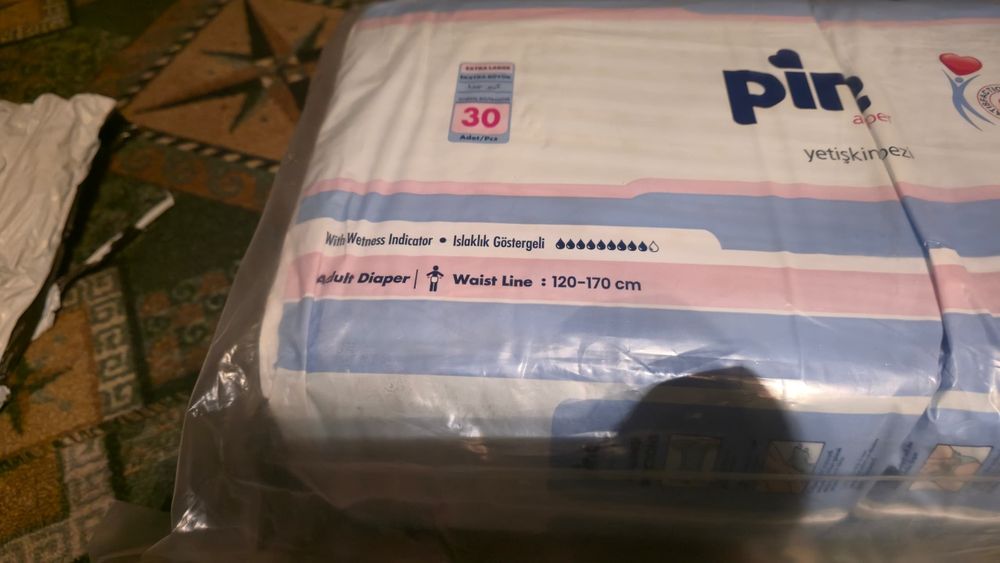 EXTRA LARGE
EKSTRA BÜYÜK
30
Adet/Pcs
pin
aper
yetişkin bezi
With Wetness Indicator • Islaklık Göstergeli
Adult Diaper | Waist Line : 120-170 cm